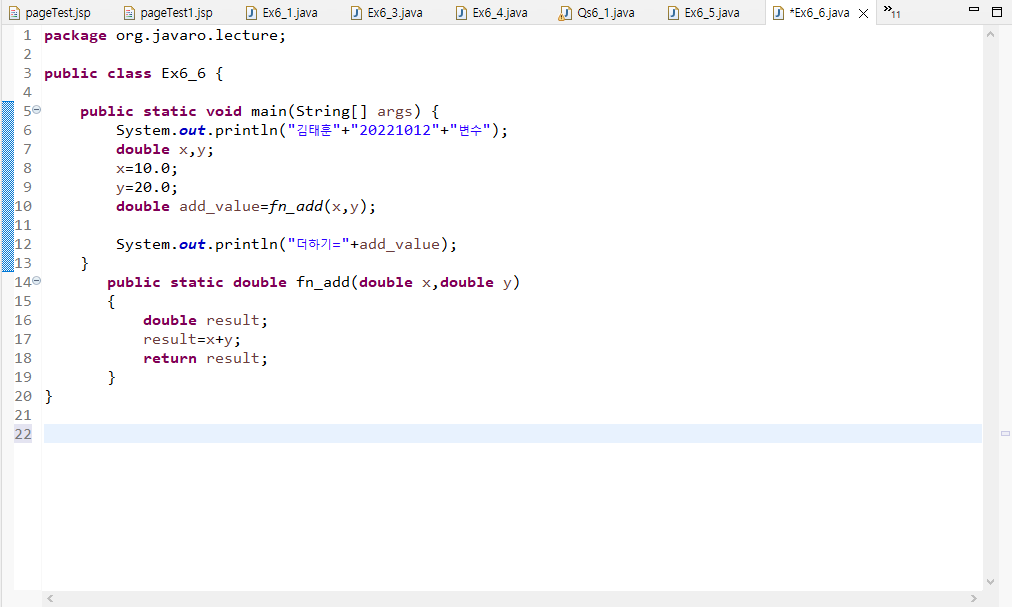 pageTest.jsp pageTest1.jsp Ex6_1.java Ex6_3.java Ex6_4.java Qs6_1.java Ex6_5.java *Ex6_6.java »11
1 package org.javaro.lecture;
2
3 public class Ex6_6 {
4
5 public static void main(String[] args) {
6 System.out.println("김태훈"+"20221012"+"변수");
7 double x,y;
8 x=10.0;
9 y=20.0;
10 double add_value=fn_add(x,y);
11
12 System.out.println("더하기="+add_value);
13 }
14 public static double fn_add(double x,double y)
15 {
16 double result;
17 result=x+y;
18 return result;
19 }
20 }
21
22